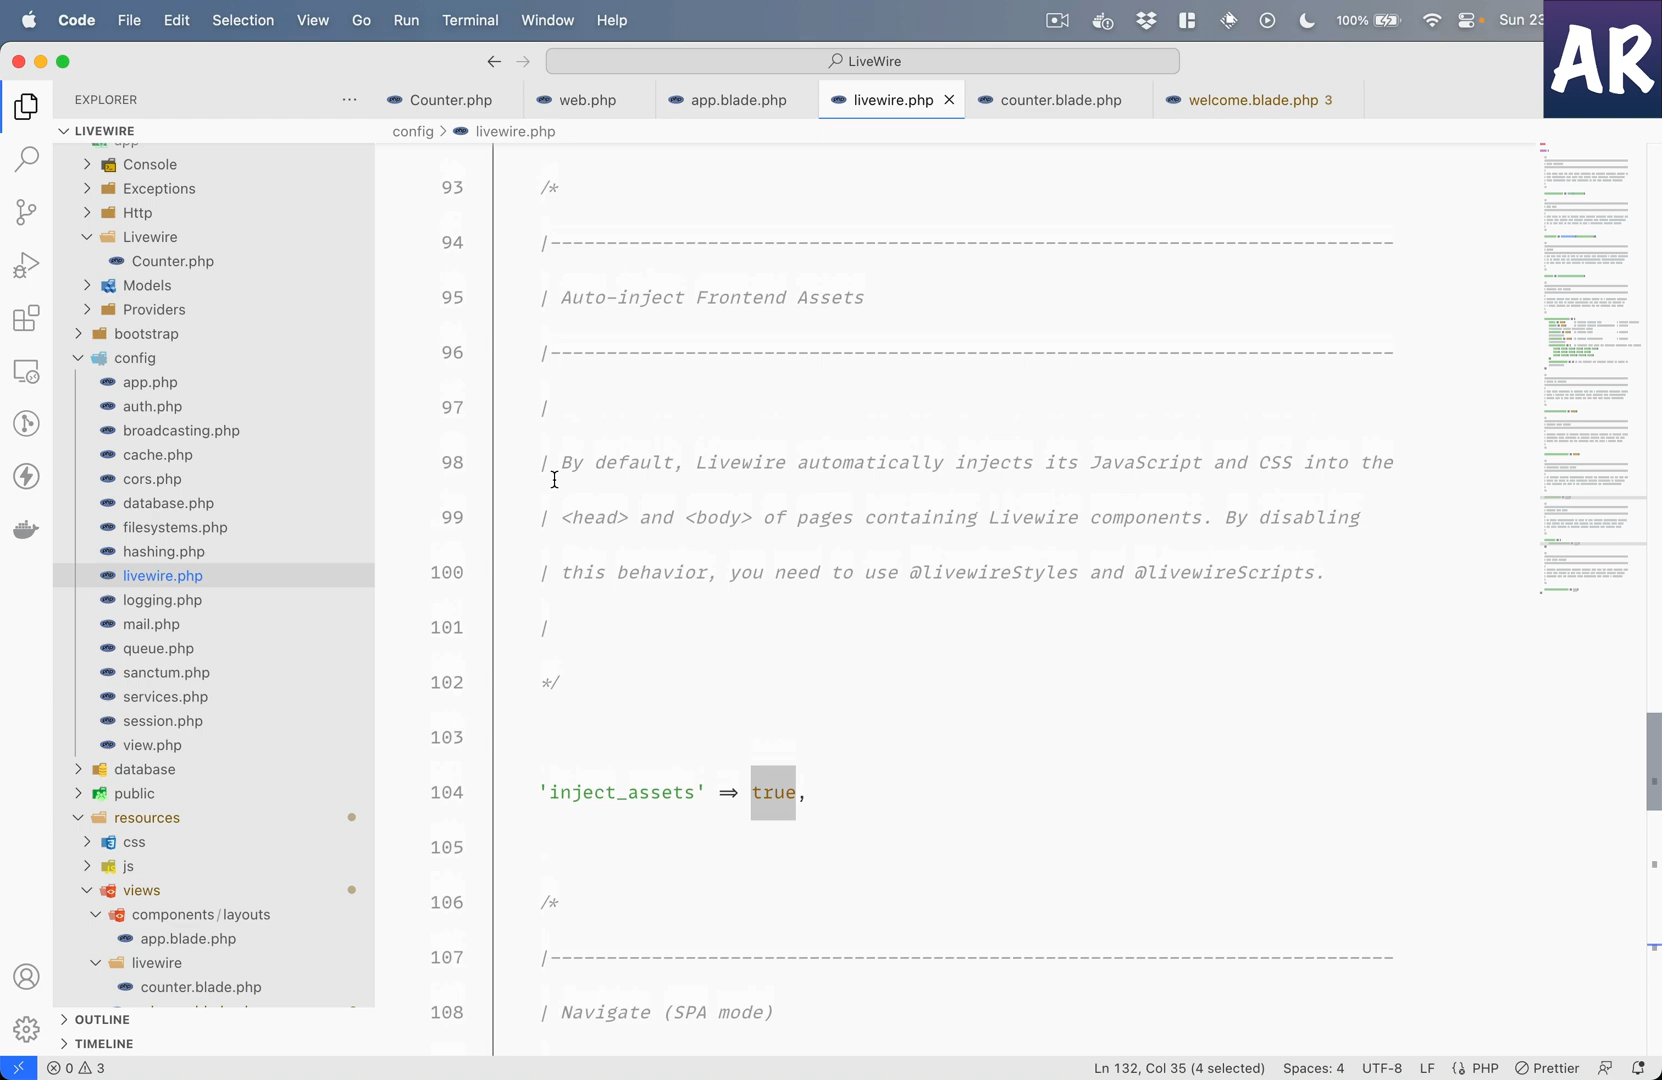 Code File Edit Selection View Go Run Terminal Window Help 100% Sun 23
AR
LiveWire
EXPLORER ··· Counter.php web.php app.blade.php livewire.php counter.blade.php welcome.blade.php 3
LIVEWIRE
config > livewire.php
app
Console
Exceptions
Http
Livewire
Counter.php
Models
Providers
bootstrap
config
app.php
auth.php
broadcasting.php
cache.php
cors.php
database.php
filesystems.php
hashing.php
livewire.php
logging.php
mail.php
queue.php
sanctum.php
services.php
session.php
view.php
database
public
resources
css
js
views
components/layouts
app.blade.php
livewire
counter.blade.php
OUTLINE
TIMELINE
93 /*
94 |--------------------------------------------------------------------------
95 | Auto-inject Frontend Assets
96 |--------------------------------------------------------------------------
97 |
98 | By default, Livewire automatically injects its JavaScript and CSS into the
99 | <head> and <body> of pages containing Livewire components. By disabling
100 | this behavior, you need to use @livewireStyles and @livewireScripts.
101 |
102 */
103
104 'inject_assets' => true,
105
106 /*
107 |--------------------------------------------------------------------------
108 | Navigate (SPA mode)
0 3 Ln 132, Col 35 (4 selected) Spaces: 4 UTF-8 LF PHP Prettier